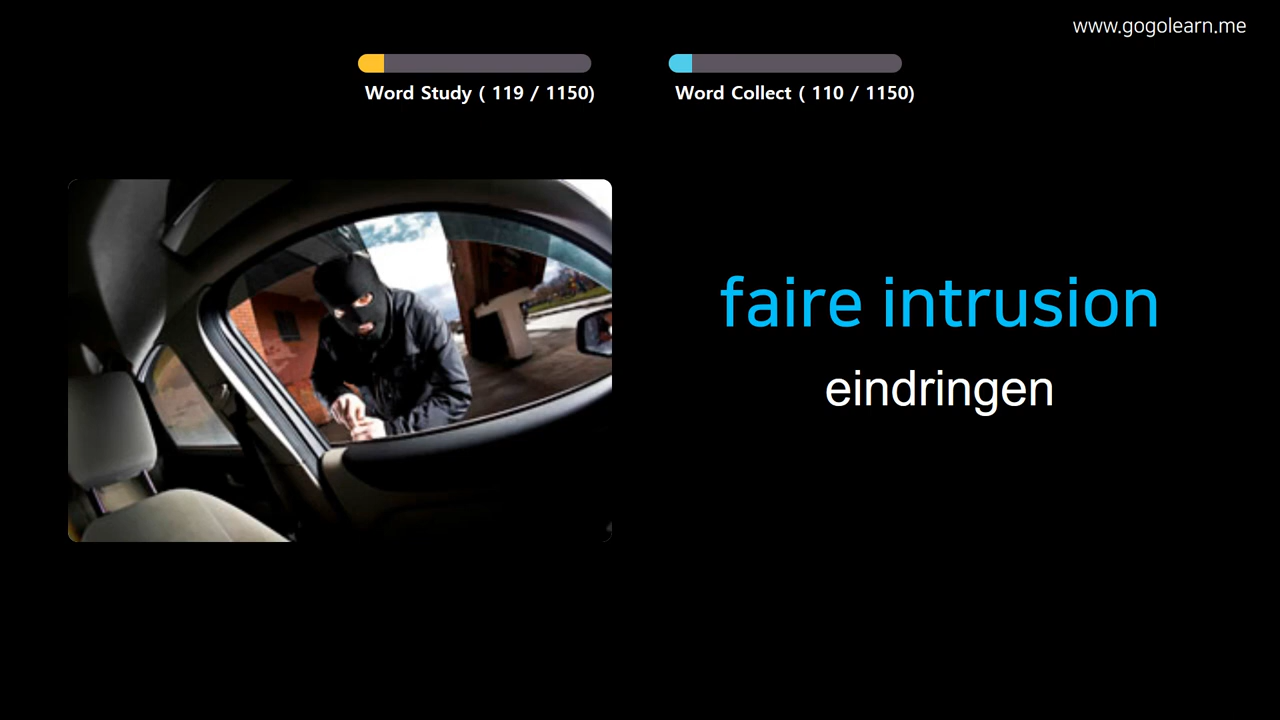 www.gogolearn.me
Word Study ( 119 / 1150)
Word Collect ( 110 / 1150)
faire intrusion
eindringen